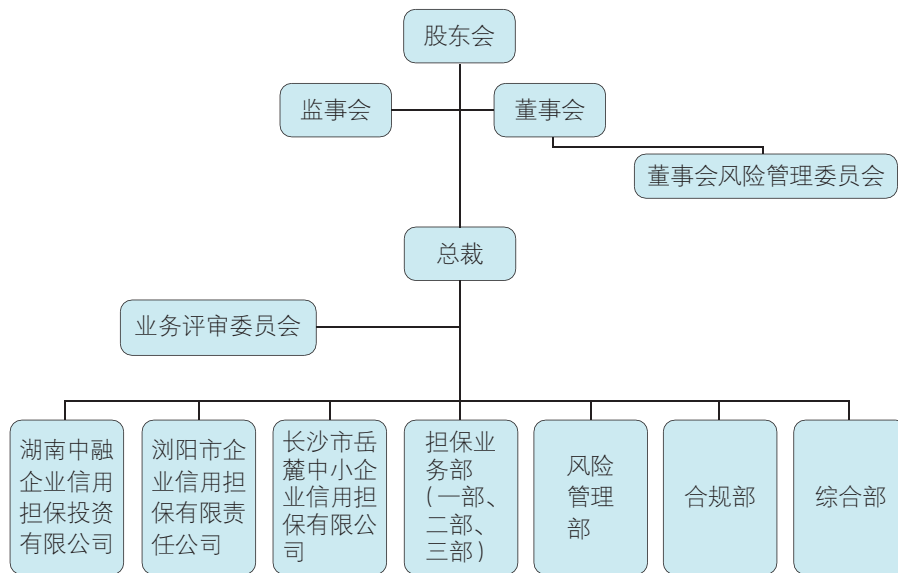 股东会
监事会
董事会
董事会风险管理委员会
总裁
业务评审委员会
湖南中融
企业信用
担保投资
有限公司
浏阳市企
业信用担
保有限责
任公司
长沙市岳
麓中小企
业信用担
保有限公
司
担保业
务部
(一部、
二部、
三部)
风险
管理
部
合规部
综合部